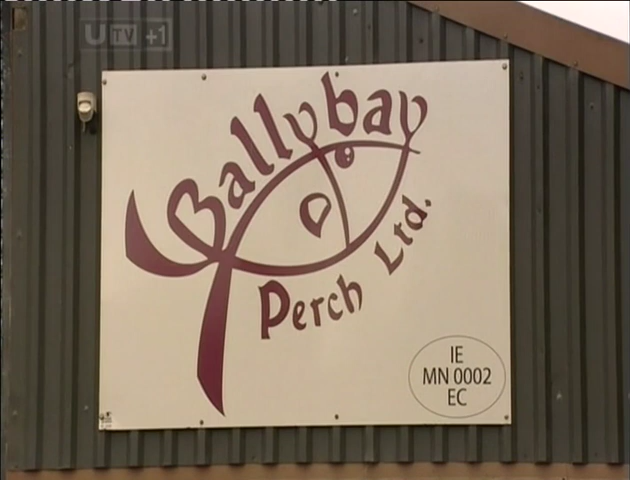 UTV +1
Ballybay
Perch Ltd.
IE
MN 0002
EC